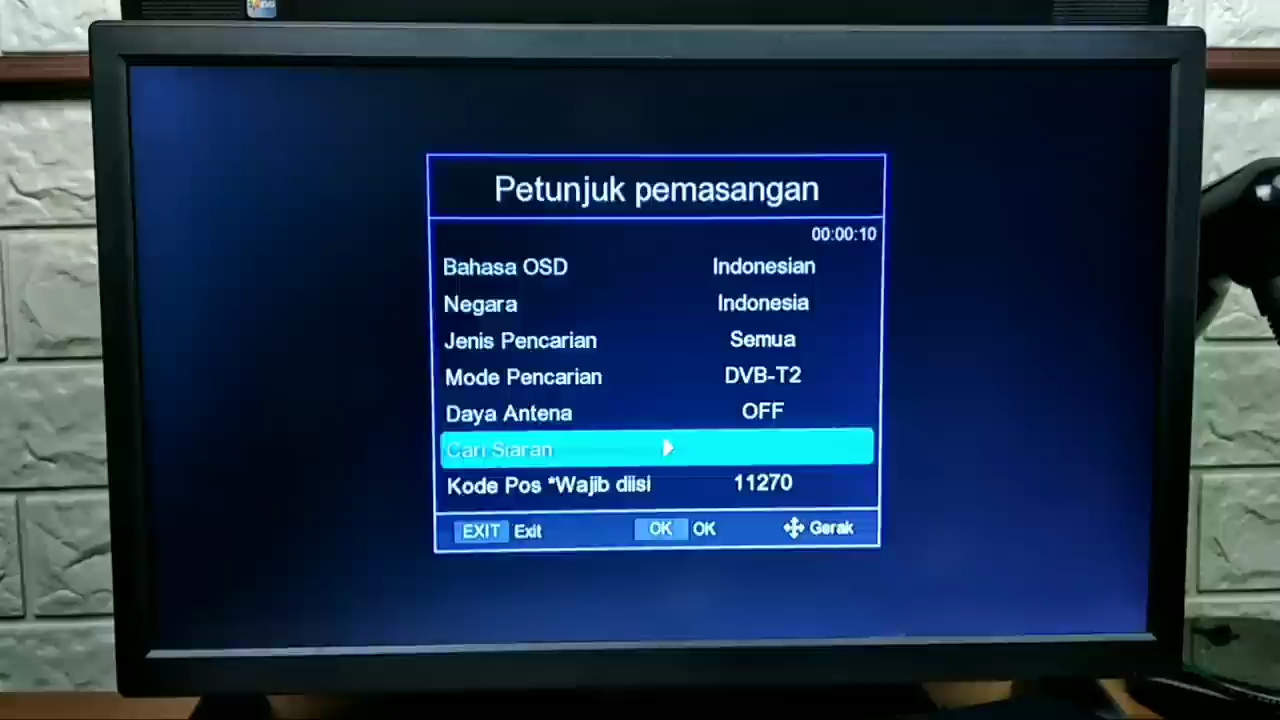 Petunjuk pemasangan
00:00:10
Bahasa OSD Indonesian
Negara Indonesia
Jenis Pencarian Semua
Mode Pencarian DVB-T2
Daya Antena OFF
Cari Siaran
Kode Pos *Wajib diisi 11270
EXIT Exit OK OK Gerak